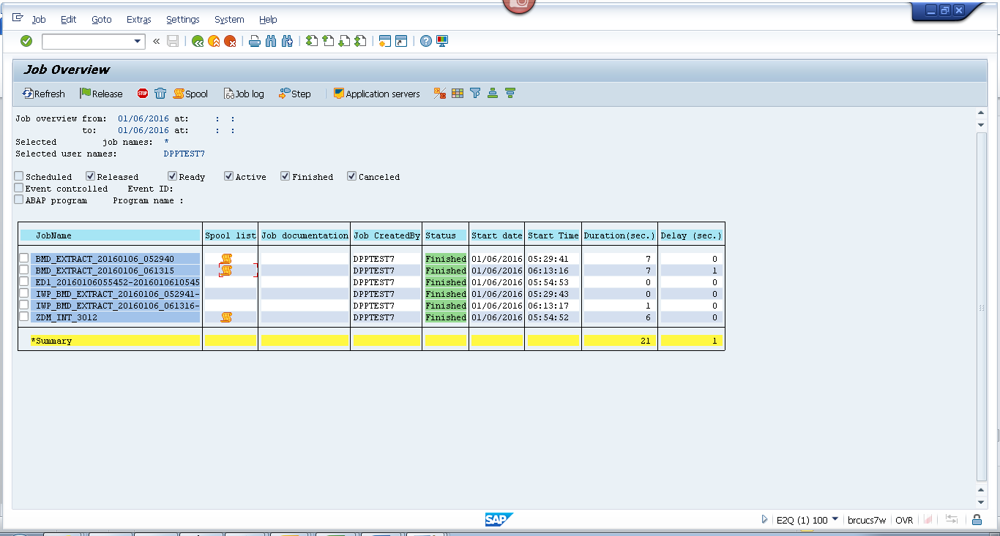 Job Edit Goto Extras Settings System Help
Job Overview
Refresh Release STOP Spool Job log Step Application servers
Job overview from: 01/06/2016 at: : :
to: 01/06/2016 at: : :
Selected job names: *
Selected user names: DPPTEST7
Scheduled Released Ready Active Finished Canceled
Event controlled Event ID:
ABAP program Program name :
JobName Spool list Job documentation Job CreatedBy Status Start date Start Time Duration(sec.) Delay (sec.)
BMD_EXTRACT_20160106_052940 DPPTEST7 Finished 01/06/2016 05:29:41 7 0
BMD_EXTRACT_20160106_061315 DPPTEST7 Finished 01/06/2016 06:13:16 7 1
ED1_20160106055452-2016010610545 DPPTEST7 Finished 01/06/2016 05:54:53 0 0
IWP_BMD_EXTRACT_20160106_052941- DPPTEST7 Finished 01/06/2016 05:29:43 0 0
IWP_BMD_EXTRACT_20160106_061316- DPPTEST7 Finished 01/06/2016 06:13:17 1 0
ZDM_INT_3012 DPPTEST7 Finished 01/06/2016 05:54:52 6 0
*Summary 21 1
SAP E2Q (1) 100 brcucs7w OVR